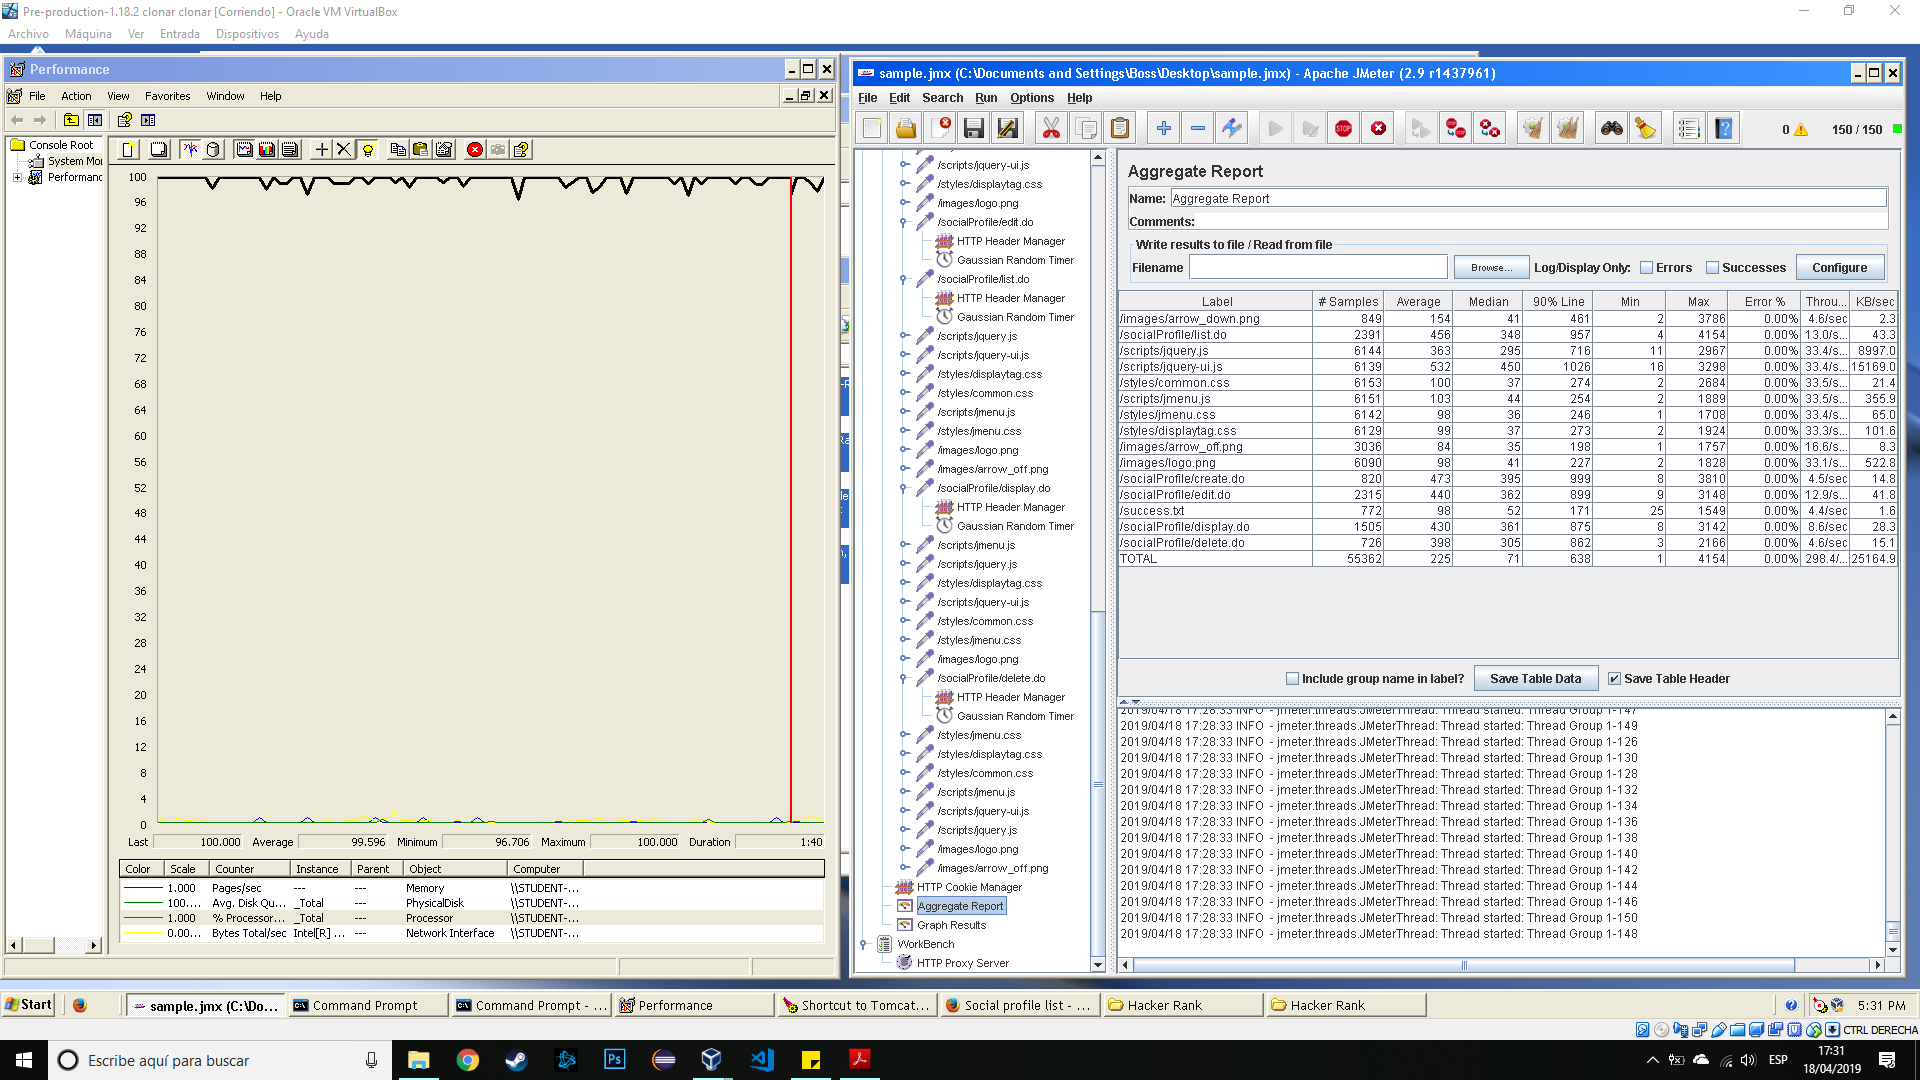 Pre-production-1.18.2 clonar clonar [Corriendo] - Oracle VM VirtualBox
Archivo Máquina Ver Entrada Dispositivos Ayuda
Performance
File Action View Favorites Window Help
Console Root
System Mo
Performanc
100
96
92
88
84
80
76
72
68
64
60
56
52
48
44
40
36
32
28
24
20
16
12
8
4
0
Last 100.000 Average 99.596 Minimum 96.706 Maximum 100.000 Duration 1:40
Color Scale Counter Instance Parent Object Computer
1.000 Pages/sec --- --- Memory \\STUDENT-...
100.... Avg. Disk Qu... _Total --- PhysicalDisk \\STUDENT-...
1.000 % Processor... _Total --- Processor \\STUDENT-...
0.00... Bytes Total/sec Intel[R] ... --- Network Interface \\STUDENT-...
sample.jmx (C:\Documents and Settings\Boss\Desktop\sample.jmx) - Apache JMeter (2.9 r1437961)
File Edit Search Run Options Help
STOP
0 150 / 150
/scripts/jquery-ui.js
/styles/displaytag.css
/images/logo.png
/socialProfile/edit.do
HTTP Header Manager
Gaussian Random Timer
/socialProfile/list.do
HTTP Header Manager
Gaussian Random Timer
/scripts/jquery.js
/scripts/jquery-ui.js
/styles/displaytag.css
/styles/common.css
/scripts/jmenu.js
/styles/jmenu.css
/images/logo.png
/images/arrow_off.png
/socialProfile/display.do
HTTP Header Manager
Gaussian Random Timer
/scripts/jmenu.js
/scripts/jquery.js
/styles/displaytag.css
/scripts/jquery-ui.js
/styles/common.css
/styles/jmenu.css
/images/logo.png
/socialProfile/delete.do
HTTP Header Manager
Gaussian Random Timer
/styles/jmenu.css
/styles/displaytag.css
/styles/common.css
/scripts/jmenu.js
/scripts/jquery-ui.js
/scripts/jquery.js
/images/logo.png
/images/arrow_off.png
HTTP Cookie Manager
Aggregate Report
Graph Results
WorkBench
HTTP Proxy Server
Aggregate Report
Name: Aggregate Report
Comments:
Write results to file / Read from file
Filename Browse... Log/Display Only: Errors Successes Configure
Label # Samples Average Median 90% Line Min Max Error % Throu... KB/sec
/images/arrow_down.png 849 154 41 461 2 3786 0.00% 4.6/sec 2.3
/socialProfile/list.do 2391 456 348 957 4 4154 0.00% 13.0/s... 43.3
/scripts/jquery.js 6144 363 295 716 11 2967 0.00% 33.4/s... 8997.0
/scripts/jquery-ui.js 6139 532 450 1026 16 3298 0.00% 33.4/s... 15169.0
/styles/common.css 6153 100 37 274 2 2684 0.00% 33.5/s... 21.4
/scripts/jmenu.js 6151 103 44 254 2 1889 0.00% 33.5/s... 355.9
/styles/jmenu.css 6142 98 36 246 1 1708 0.00% 33.4/s... 65.0
/styles/displaytag.css 6129 99 37 273 2 1924 0.00% 33.3/s... 101.6
/images/arrow_off.png 3036 84 35 198 1 1757 0.00% 16.6/s... 8.3
/images/logo.png 6090 98 41 227 2 1828 0.00% 33.1/s... 522.8
/socialProfile/create.do 820 473 395 999 8 3810 0.00% 4.5/sec 14.8
/socialProfile/edit.do 2315 440 362 899 9 3148 0.00% 12.9/s... 41.8
/success.txt 772 98 52 171 25 1549 0.00% 4.4/sec 1.6
/socialProfile/display.do 1505 430 361 875 8 3142 0.00% 8.6/sec 28.3
/socialProfile/delete.do 726 398 305 862 3 2166 0.00% 4.6/sec 15.1
TOTAL 55362 225 71 638 1 4154 0.00% 298.4/... 25164.9
Include group name in label? Save Table Data Save Table Header
2019/04/18 17:28:33 INFO - jmeter.threads.JMeterThread: Thread started: Thread Group 1-147
2019/04/18 17:28:33 INFO - jmeter.threads.JMeterThread: Thread started: Thread Group 1-149
2019/04/18 17:28:33 INFO - jmeter.threads.JMeterThread: Thread started: Thread Group 1-126
2019/04/18 17:28:33 INFO - jmeter.threads.JMeterThread: Thread started: Thread Group 1-130
2019/04/18 17:28:33 INFO - jmeter.threads.JMeterThread: Thread started: Thread Group 1-128
2019/04/18 17:28:33 INFO - jmeter.threads.JMeterThread: Thread started: Thread Group 1-132
2019/04/18 17:28:33 INFO - jmeter.threads.JMeterThread: Thread started: Thread Group 1-134
2019/04/18 17:28:33 INFO - jmeter.threads.JMeterThread: Thread started: Thread Group 1-136
2019/04/18 17:28:33 INFO - jmeter.threads.JMeterThread: Thread started: Thread Group 1-138
2019/04/18 17:28:33 INFO - jmeter.threads.JMeterThread: Thread started: Thread Group 1-140
2019/04/18 17:28:33 INFO - jmeter.threads.JMeterThread: Thread started: Thread Group 1-142
2019/04/18 17:28:33 INFO - jmeter.threads.JMeterThread: Thread started: Thread Group 1-144
2019/04/18 17:28:33 INFO - jmeter.threads.JMeterThread: Thread started: Thread Group 1-146
2019/04/18 17:28:33 INFO - jmeter.threads.JMeterThread: Thread started: Thread Group 1-150
2019/04/18 17:28:33 INFO - jmeter.threads.JMeterThread: Thread started: Thread Group 1-148
Start sample.jmx (C:\Do... Command Prompt Command Prompt - ... Performance Shortcut to Tomcat... Social profile list - ... Hacker Rank Hacker Rank 5:31 PM
CTRL DERECHA
Escribe aquí para buscar Ps ESP 17:31
18/04/2019